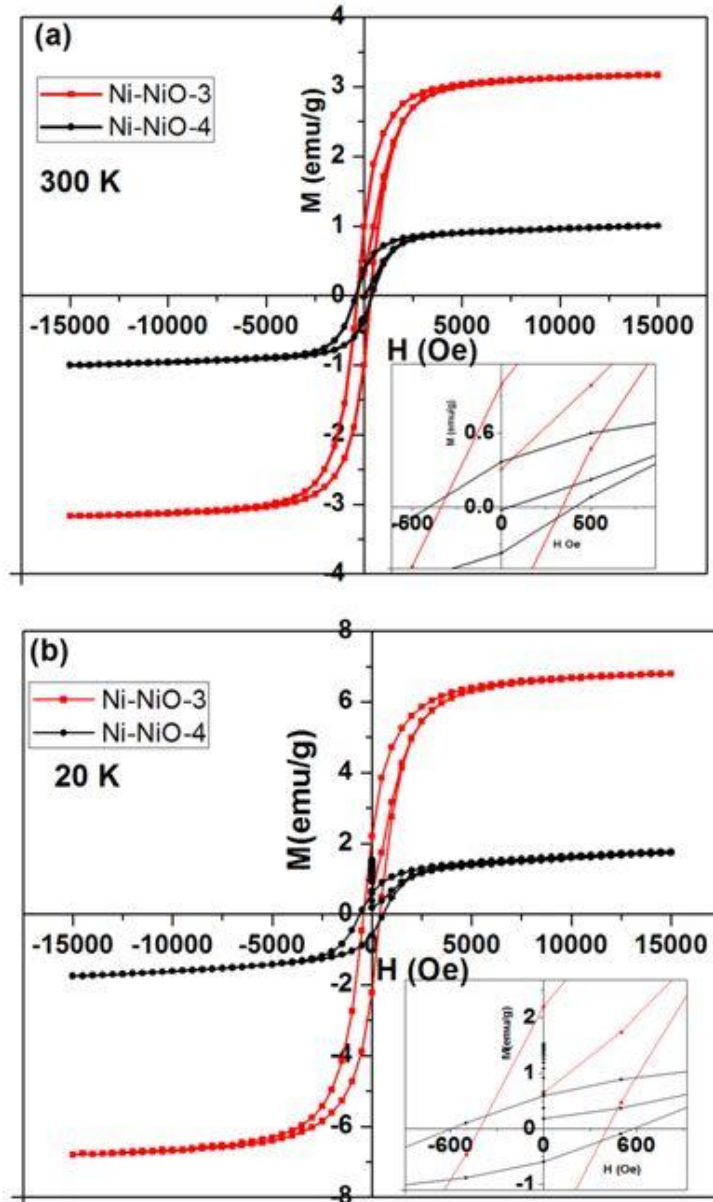 (a)
4
Ni-NiO-3
Ni-NiO-4
300 K
M (emu/g)
3
2
1
0
-15000 -10000 -5000 5000 10000 15000
H (Oe)
-1
-2
-3
-4
M (emu/g)
0.6
0.0
-600 0 600
H Oe
(b)
8
Ni-NiO-3
Ni-NiO-4
20 K
M(emu/g)
6
4
2
0
-15000 -10000 -5000 0 5000 10000 15000
H (Oe)
-2
-4
-6
-8
M(emu/g)
2
1
0
-600 0 600
-1
H (Oe)